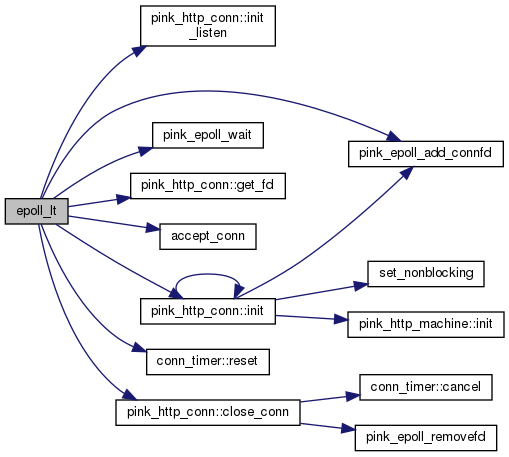 pink_http_conn::init
_listen
pink_epoll_wait
pink_epoll_add_connfd
pink_http_conn::get_fd
epoll_lt
accept_conn
set_nonblocking
pink_http_conn::init
pink_http_machine::init
conn_timer::reset
conn_timer::cancel
pink_http_conn::close_conn
pink_epoll_removefd